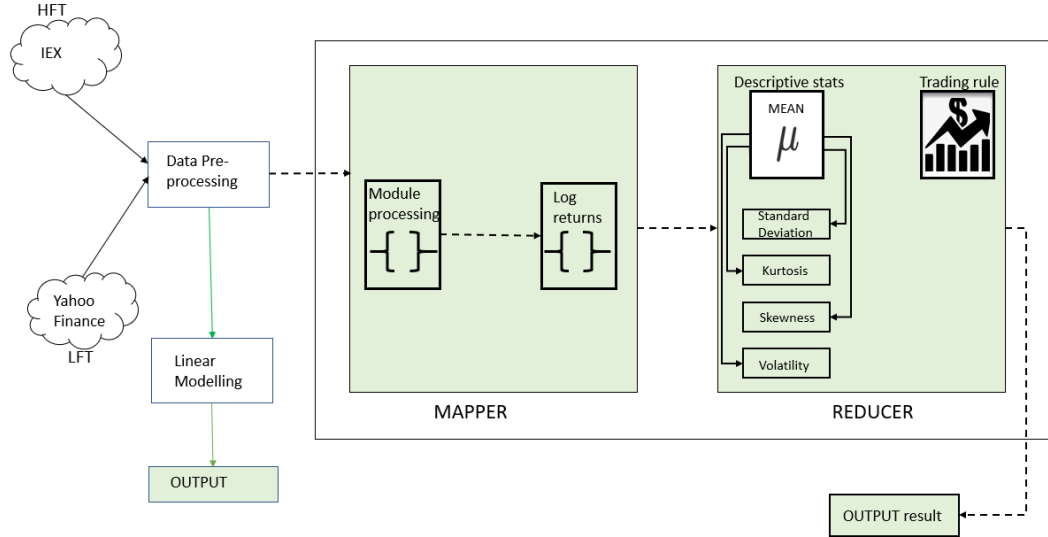 HFT
IEX
Data Pre-
processing
Yahoo
Finance
LFT
Linear
Modelling
OUTPUT
Module
processing
{ }
Log
returns
{ }
MAPPER
Descriptive stats
MEAN
μ
Standard
Deviation
Kurtosis
Skewness
Volatility
Trading rule
$
REDUCER
OUTPUT result